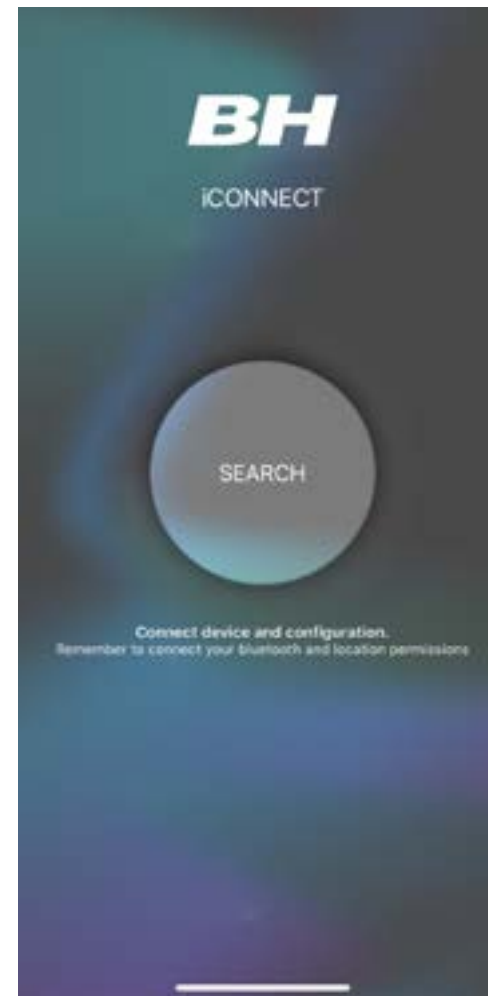 BH
iCONNECT
SEARCH
Connect device and configuration.
Remember to connect your bluetooth and location permissions